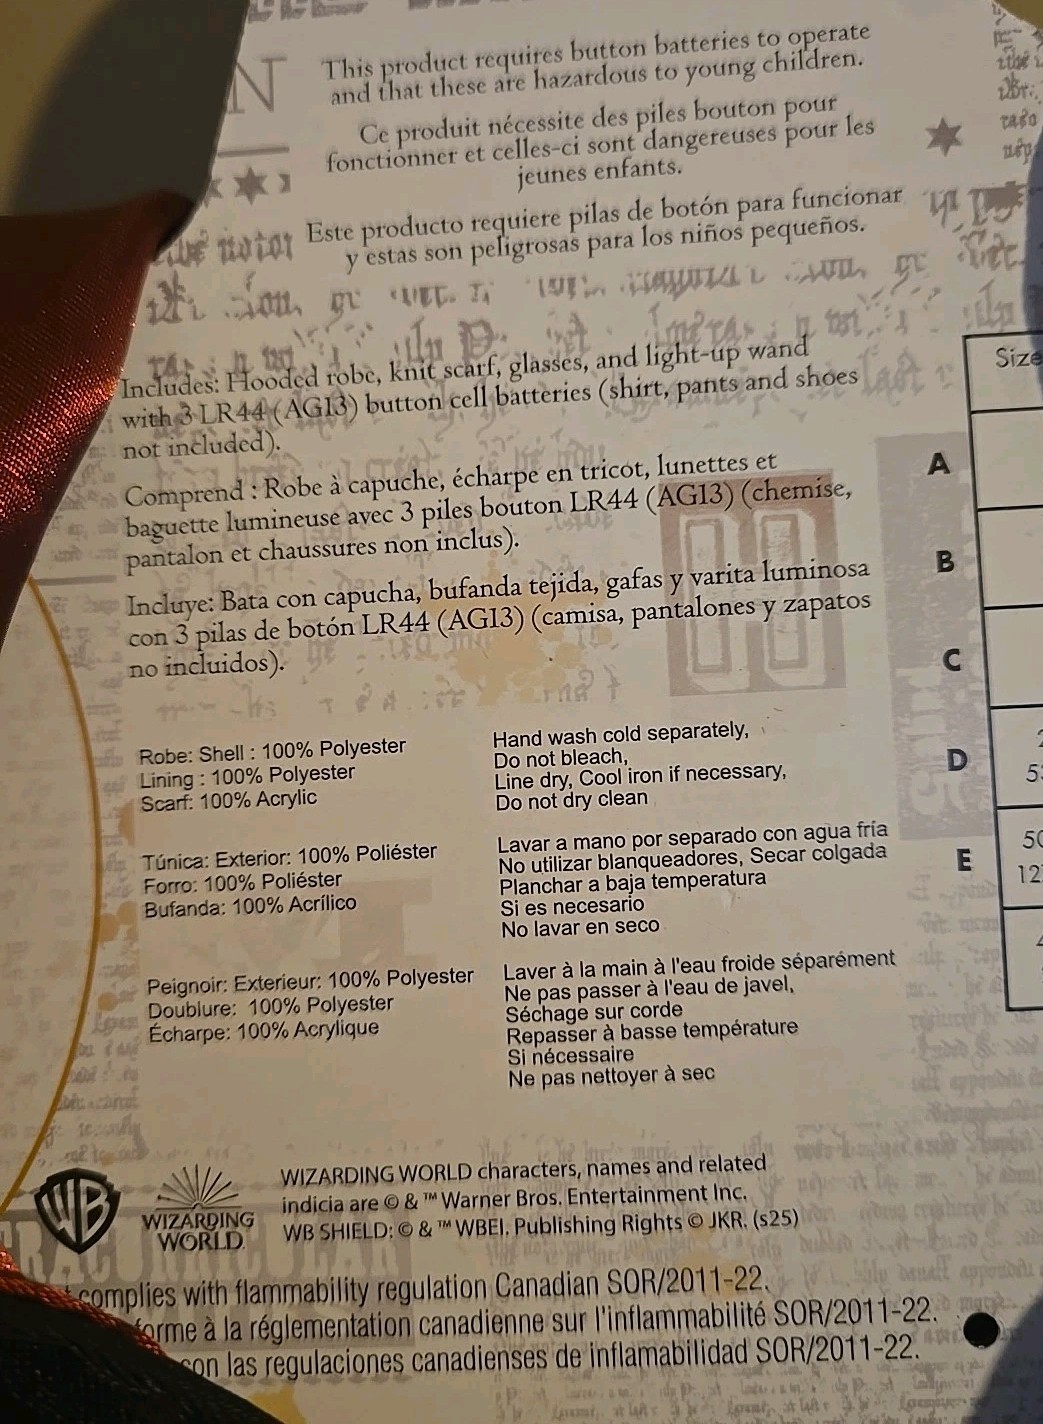 This product requires button batteries to operate
and that these are hazardous to young children.
Ce produit nécessite des piles bouton pour
fonctionner et celles-ci sont dangereuses pour les
jeunes enfants.
Este producto requiere pilas de botón para funcionar
y estas son peligrosas para los niños pequeños.
Includes: Hooded robe, knit scarf, glasses, and light-up wand
with 3 LR44 (AG13) button cell batteries (shirt, pants and shoes
not included).
Comprend : Robe à capuche, écharpe en tricot, lunettes et
baguette lumineuse avec 3 piles bouton LR44 (AG13) (chemise,
pantalon et chaussures non inclus).
Incluye: Bata con capucha, bufanda tejida, gafas y varita luminosa
con 3 pilas de botón LR44 (AG13) (camisa, pantalones y zapatos
no incluidos).
Size
A
B
C
D
E
Robe: Shell : 100% Polyester
Lining : 100% Polyester
Scarf: 100% Acrylic
Hand wash cold separately,
Do not bleach,
Line dry, Cool iron if necessary,
Do not dry clean
Túnica: Exterior: 100% Poliéster
Forro: 100% Poliéster
Bufanda: 100% Acrílico
Lavar a mano por separado con agua fría
No utilizar blanqueadores, Secar colgada
Planchar a baja temperatura
Si es necesario
No lavar en seco
Peignoir: Exterieur: 100% Polyester
Doublure: 100% Polyester
Écharpe: 100% Acrylique
Laver à la main à l'eau froide séparément
Ne pas passer à l'eau de javel,
Séchage sur corde
Repasser à basse température
Si nécessaire
Ne pas nettoyer à sec
WB
WIZARDING
WORLD
WIZARDING WORLD characters, names and related
indicia are © & ™ Warner Bros. Entertainment Inc.
WB SHIELD: © & ™ WBEI. Publishing Rights © JKR. (s25)
complies with flammability regulation Canadian SOR/2011-22.
forme à la réglementation canadienne sur l'inflammabilité SOR/2011-22.
con las regulaciones canadienses de inflamabilidad SOR/2011-22.